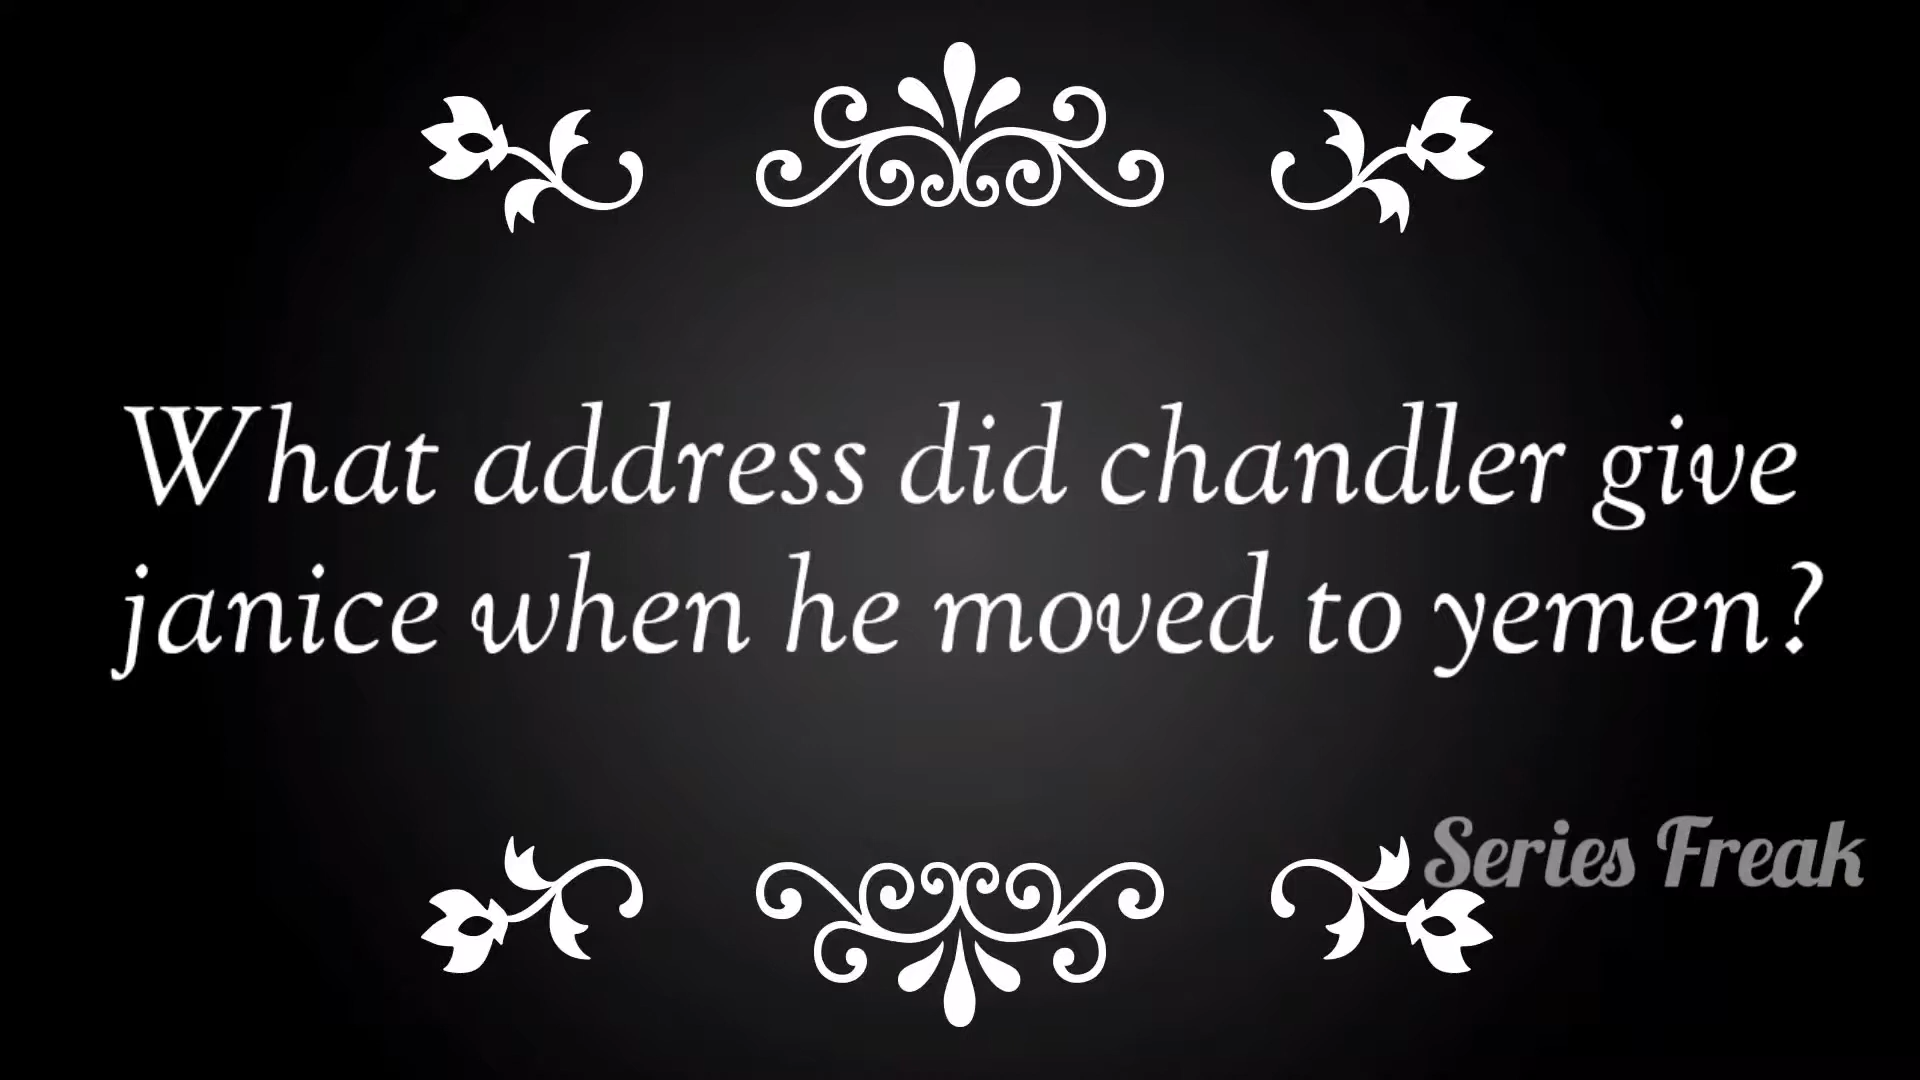 What address did chandler give
janice when he moved to yemen?
Series Freak